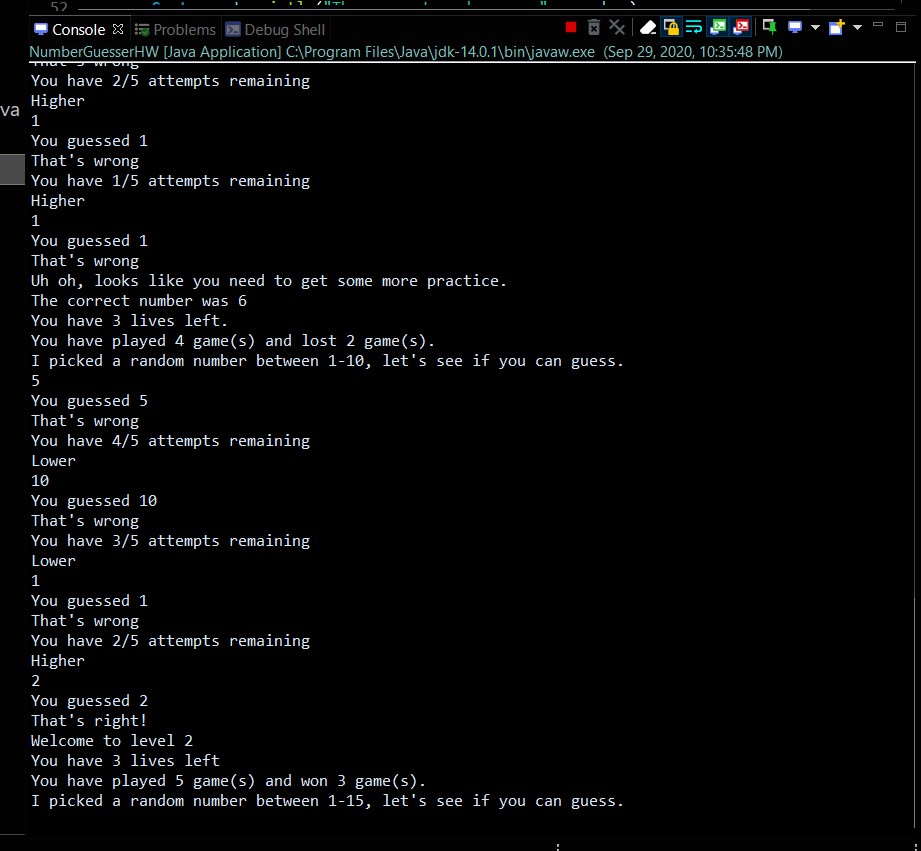 52
Console Problems Debug Shell
NumberGuesserHW [Java Application] C:\Program Files\Java\jdk-14.0.1\bin\javaw.exe (Sep 29, 2020, 10:35:48 PM)
That's wrong
You have 2/5 attempts remaining
va
Higher
1
You guessed 1
That's wrong
You have 1/5 attempts remaining
Higher
1
You guessed 1
That's wrong
Uh oh, looks like you need to get some more practice.
The correct number was 6
You have 3 lives left.
You have played 4 game(s) and lost 2 game(s).
I picked a random number between 1-10, let's see if you can guess.
5
You guessed 5
That's wrong
You have 4/5 attempts remaining
Lower
10
You guessed 10
That's wrong
You have 3/5 attempts remaining
Lower
1
You guessed 1
That's wrong
You have 2/5 attempts remaining
Higher
2
You guessed 2
That's right!
Welcome to level 2
You have 3 lives left
You have played 5 game(s) and won 3 game(s).
I picked a random number between 1-15, let's see if you can guess.